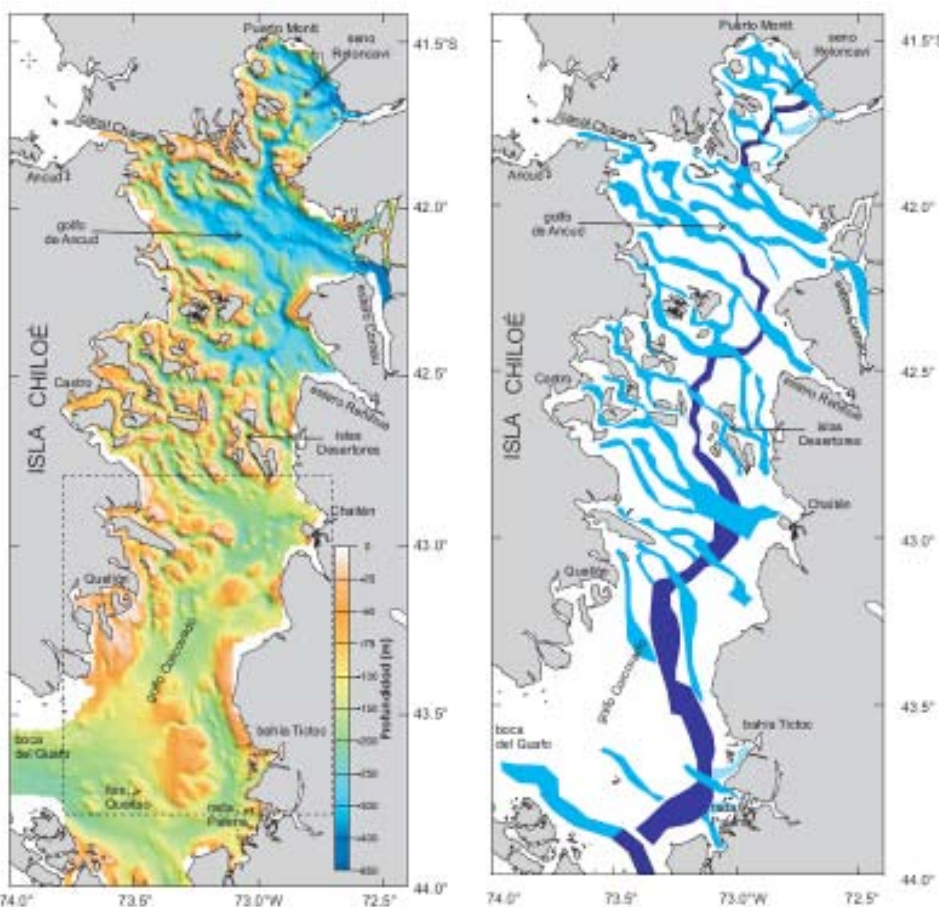 Puerto Montt
seno
Reloncaví
41.5°S
canal Chacao
Ancud
42.0°
golfo
de Ancud
estero Comau
ISLA CHILOÉ
Castro
42.5°
estero Reñihué
islas
Desertores
Chaitén
43.0°
Quellón
golfo Corcovado
0
Profundidad (m)
43.5°
boca
del Guafo
bahía Tictoc
44.0°
74.0°
73.5°
73.0°W
72.5°
Puerto Montt
seno
Reloncaví
41.5°S
canal Chacao
Ancud
42.0°
golfo
de Ancud
estero Comau
ISLA CHILOÉ
Castro
42.5°
estero Reñihué
islas
Desertores
Chaitén
43.0°
Quellón
golfo Corcovado
43.5°
boca
del Guafo
bahía Tictoc
44.0°
74.0°
73.5°
73.0°W
72.5°